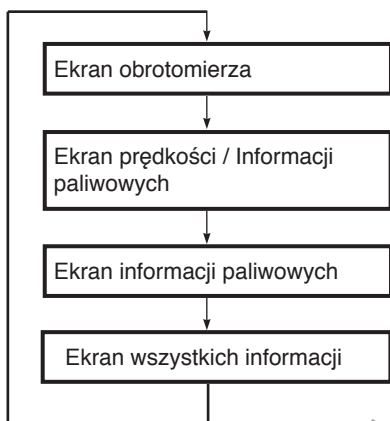 Ekran obrotomierza
Ekran prędkości / Informacji
paliwowych
Ekran informacji paliwowych
Ekran wszystkich informacji